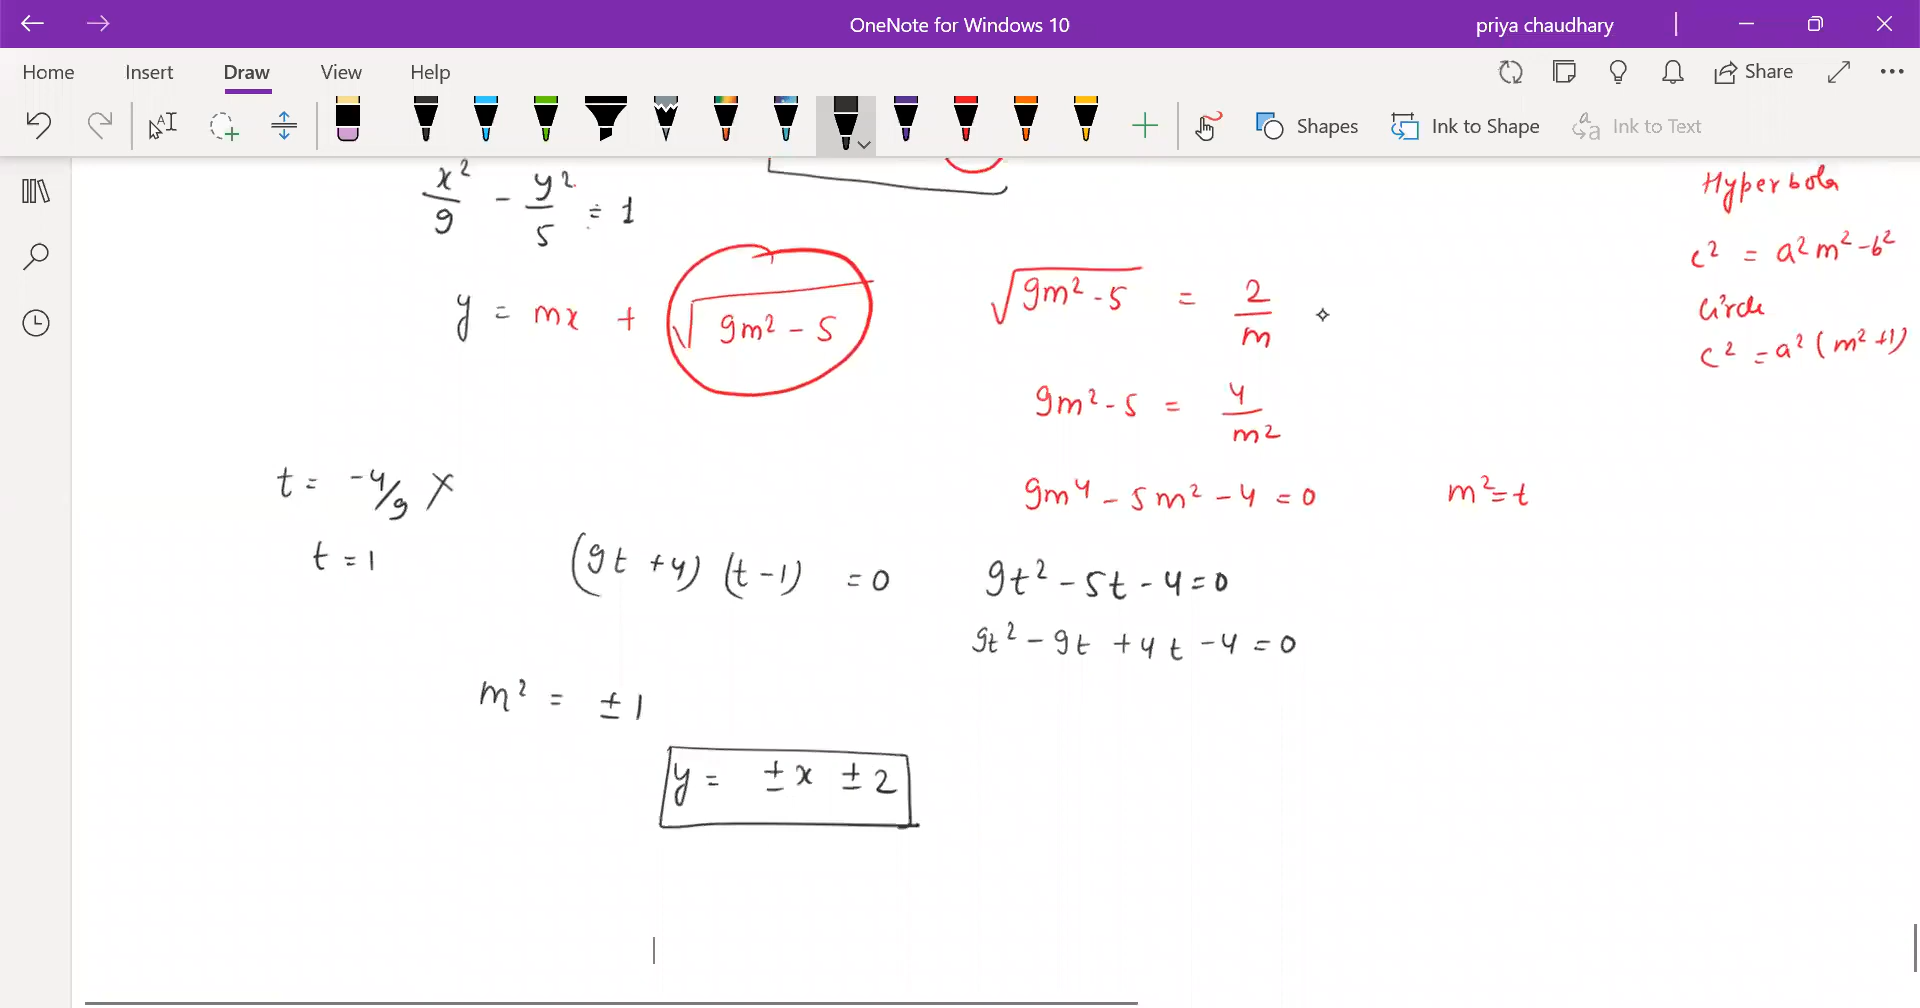 OneNote for Windows 10
priya chaudhary
Home Insert Draw View Help
Share
Shapes Ink to Shape Ink to Text
x²/9 - y²/5 = 1
y = mx + √(9m² - 5)
√(9m² - 5) = 2/m
9m² - 5 = 4/m²
9m⁴ - 5m² - 4 = 0 m² = t
9t² - 5t - 4 = 0
9t² - 9t + 4t - 4 = 0
(9t + 4) (t - 1) = 0
t = -4/9 ✗
t = 1
m² = ± 1
y = ± x ± 2
Hyperbola
c² = a²m² - b²
Circle
c² = a² (m² + 1)